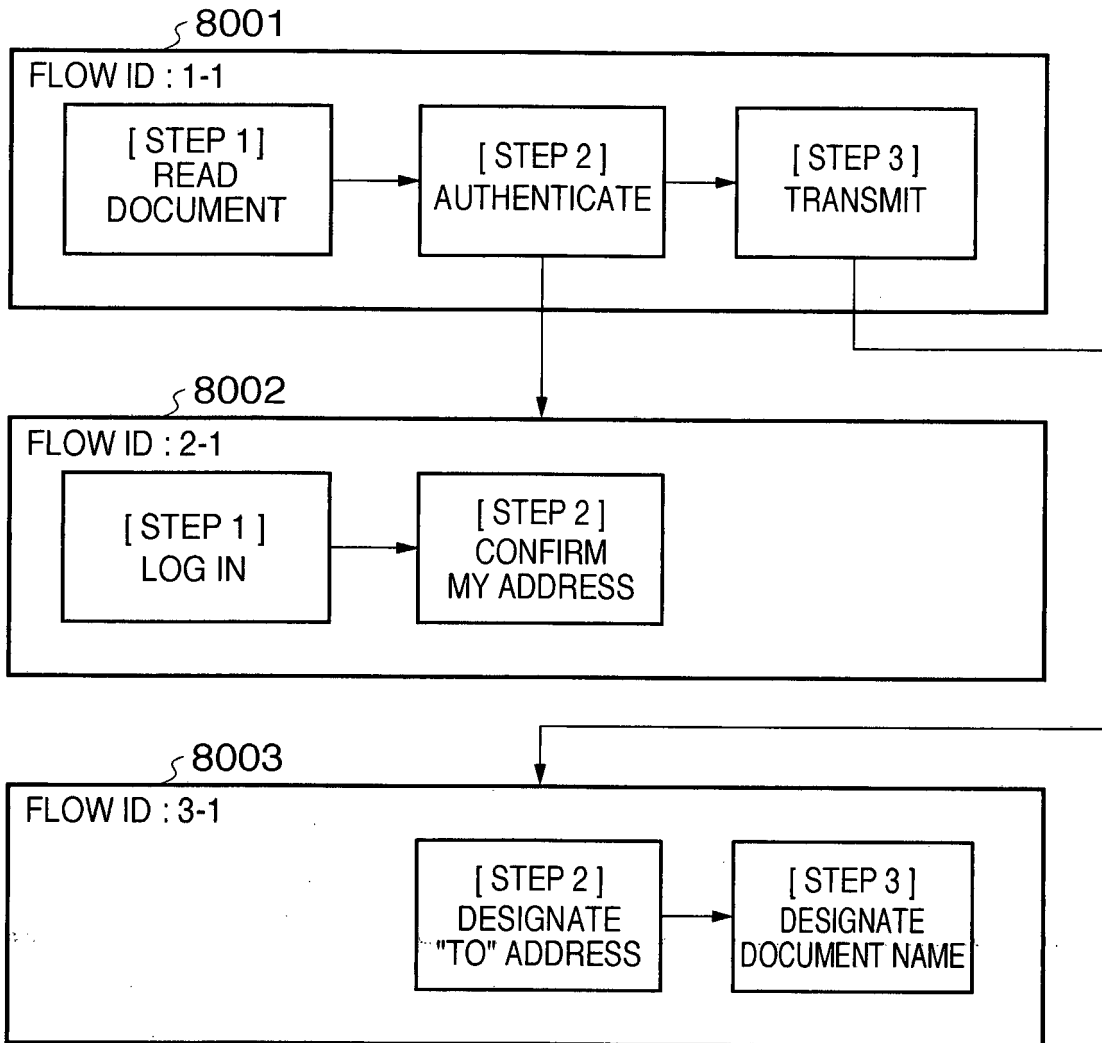 8001
FLOW ID : 1-1
[ STEP 1 ]
READ
DOCUMENT
[ STEP 2 ]
AUTHENTICATE
[ STEP 3 ]
TRANSMIT
8002
FLOW ID : 2-1
[ STEP 1 ]
LOG IN
[ STEP 2 ]
CONFIRM
MY ADDRESS
8003
FLOW ID : 3-1
[ STEP 2 ]
DESIGNATE
"TO" ADDRESS
[ STEP 3 ]
DESIGNATE
DOCUMENT NAME